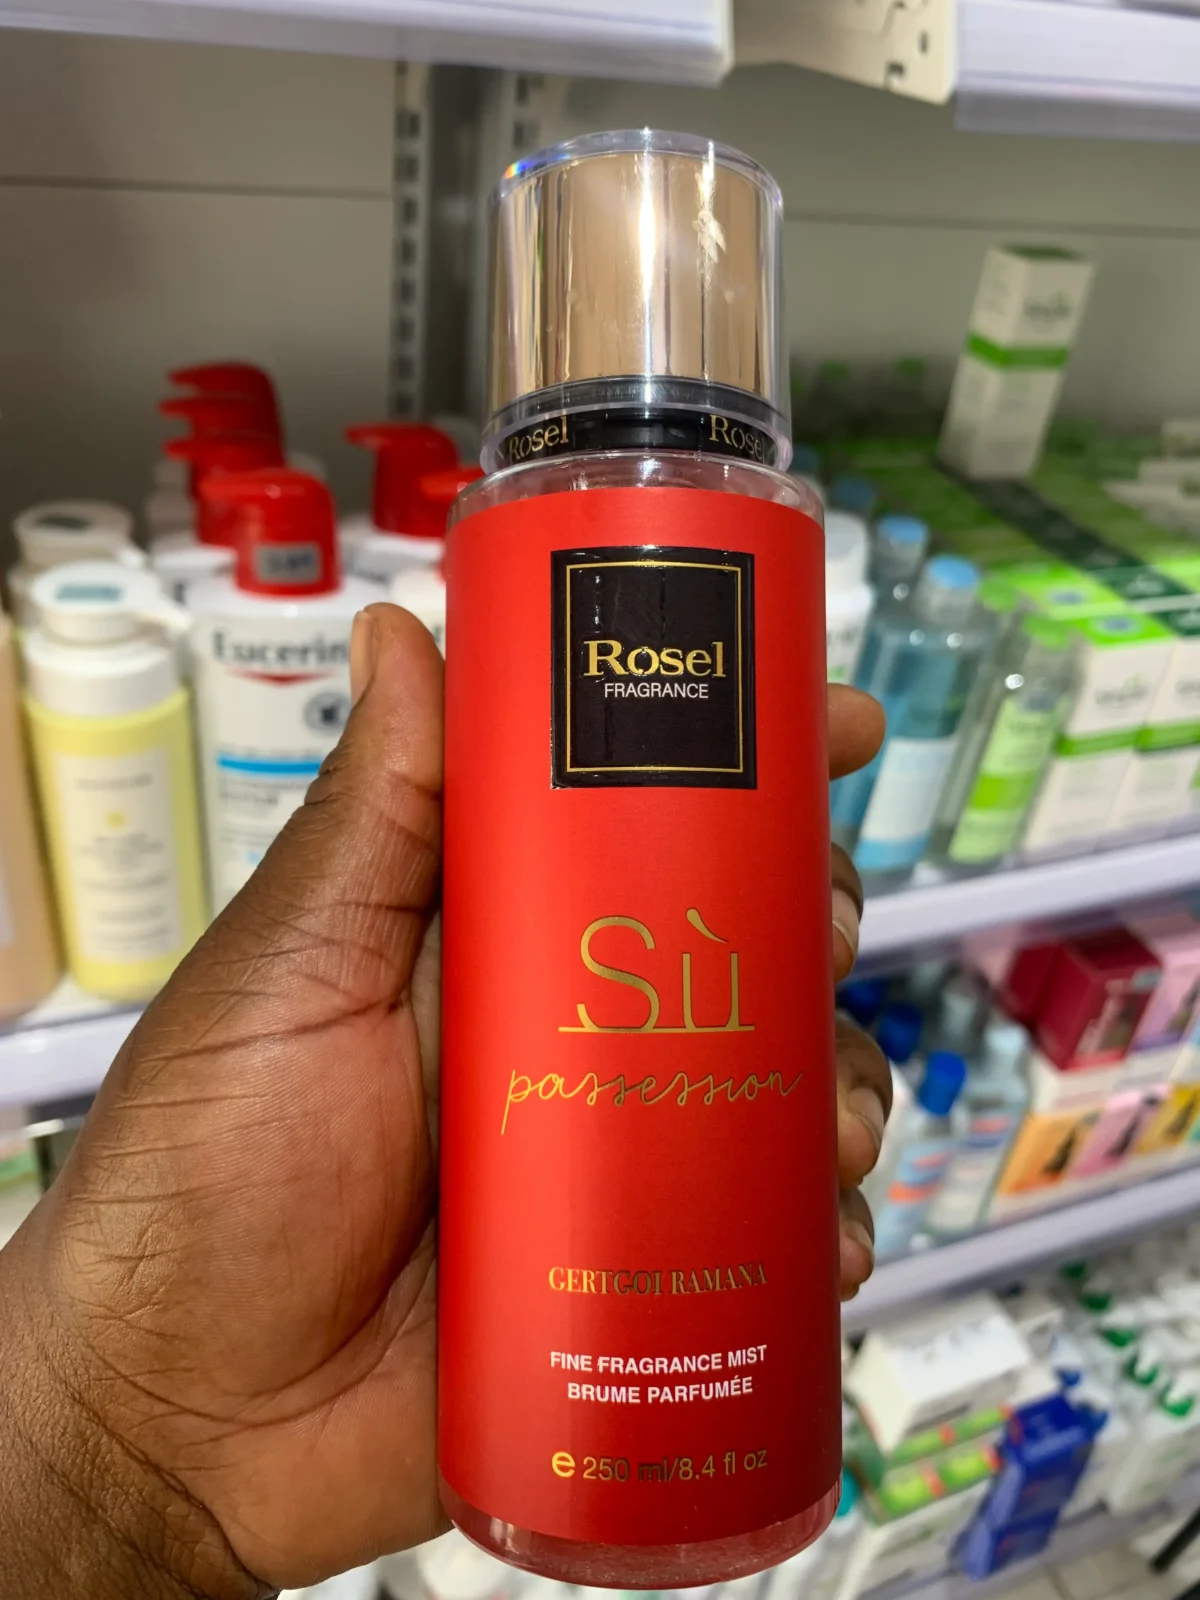 Rosel Rosel
Rosel
FRAGRANCE
Sù
passession
GERTGOI RAMANA
FINE FRAGRANCE MIST
BRUME PARFUMÉE
e 250 ml/8.4 fl oz
Eucerin